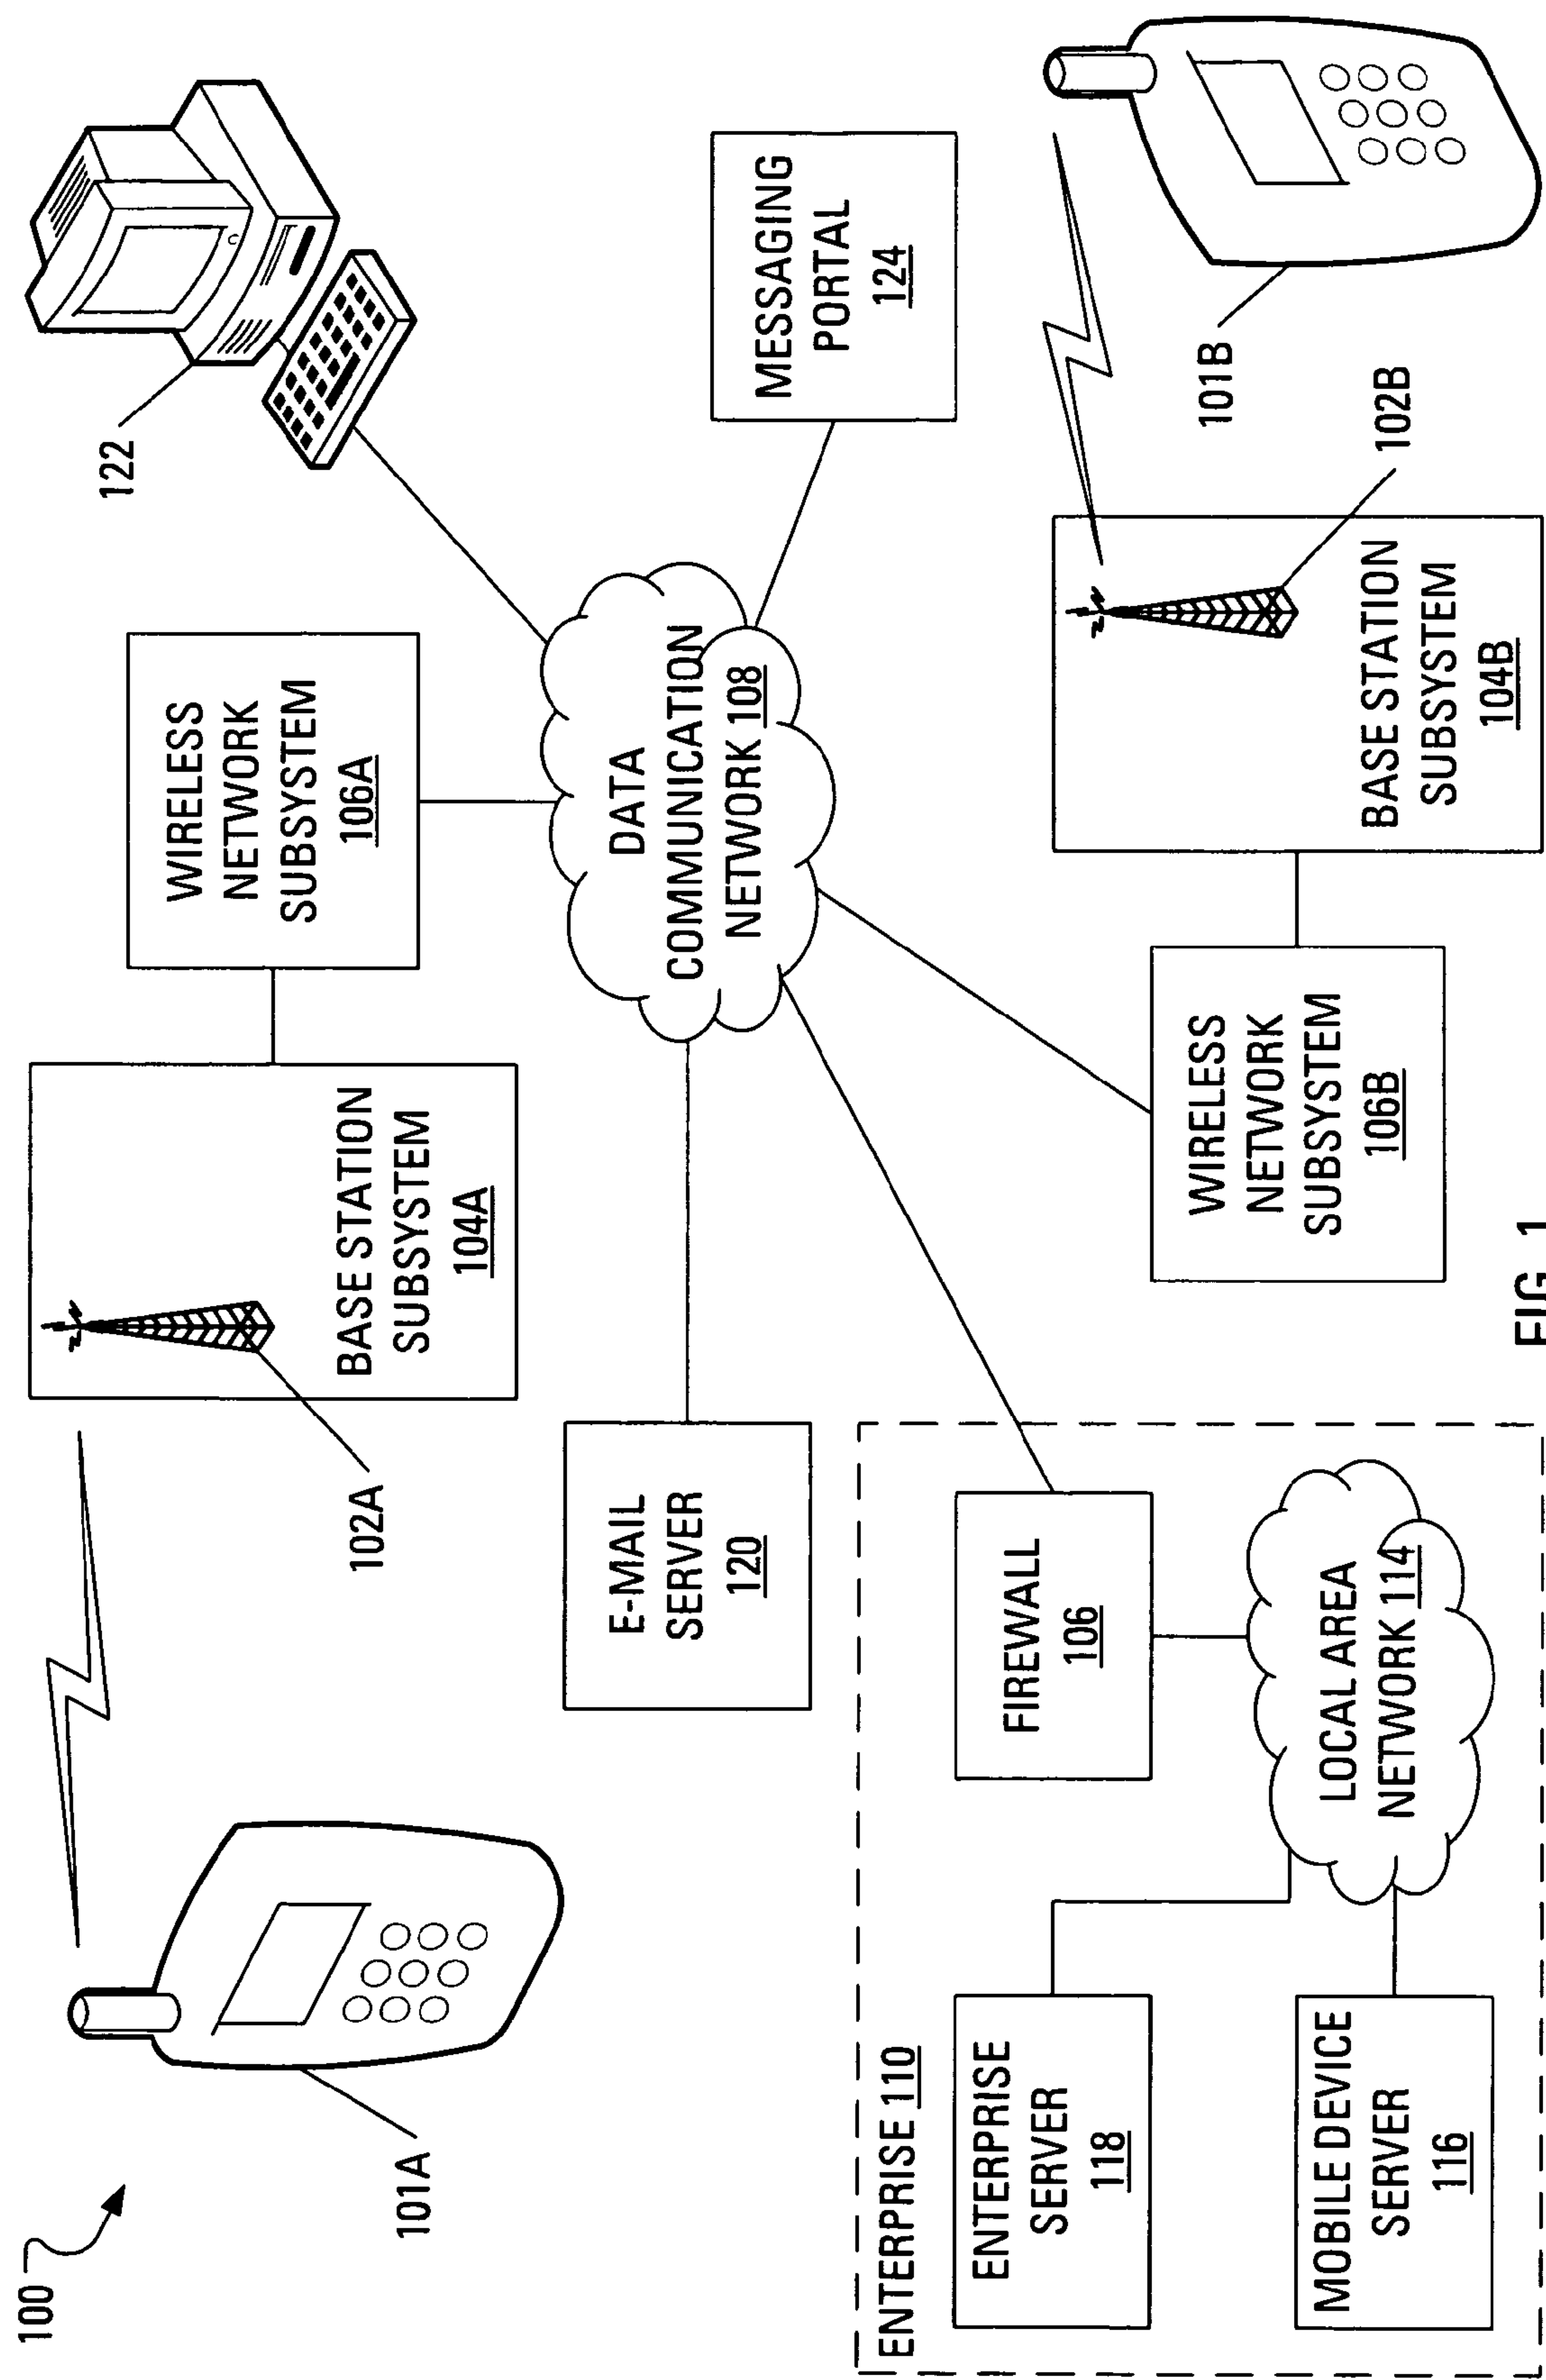 100
101A
102A
BASE STATION
SUBSYSTEM
104A
WIRELESS
NETWORK
SUBSYSTEM
106A
122
E-MAIL
SERVER
120
DATA
COMMUNICATION
NETWORK 108
MESSAGING
PORTAL
124
ENTERPRISE 110
ENTERPRISE
SERVER
118
FIREWALL
106
MOBILE DEVICE
SERVER
116
LOCAL AREA
NETWORK 114
WIRELESS
NETWORK
SUBSYSTEM
106B
BASE STATION
SUBSYSTEM
104B
102B
101B
FIG. 1